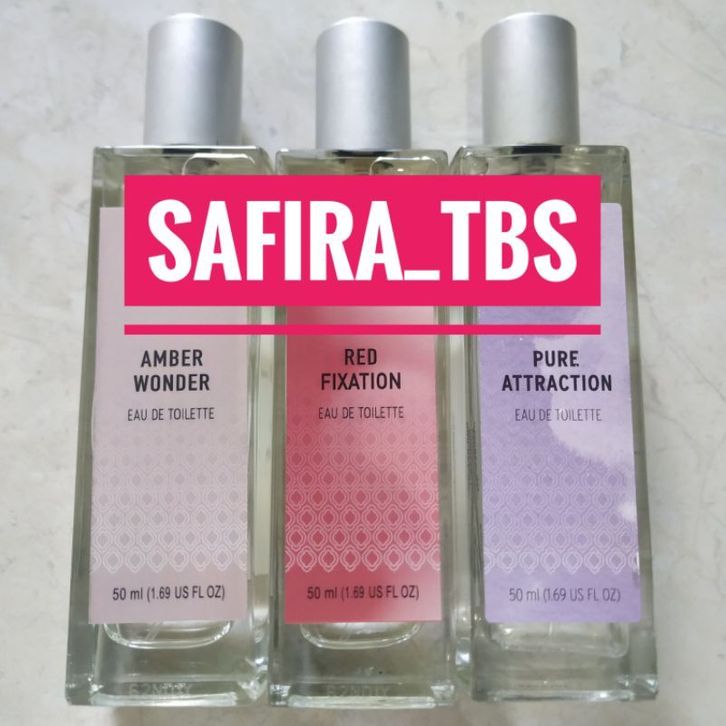 SAFIRA_TBS
AMBER
WONDER
EAU DE TOILETTE
50 ml (1.69 US FL OZ)
RED
FIXATION
EAU DE TOILETTE
50 ml (1.69 US FL OZ)
PURE
ATTRACTION
EAU DE TOILETTE
50 ml (1.69 US FL OZ)